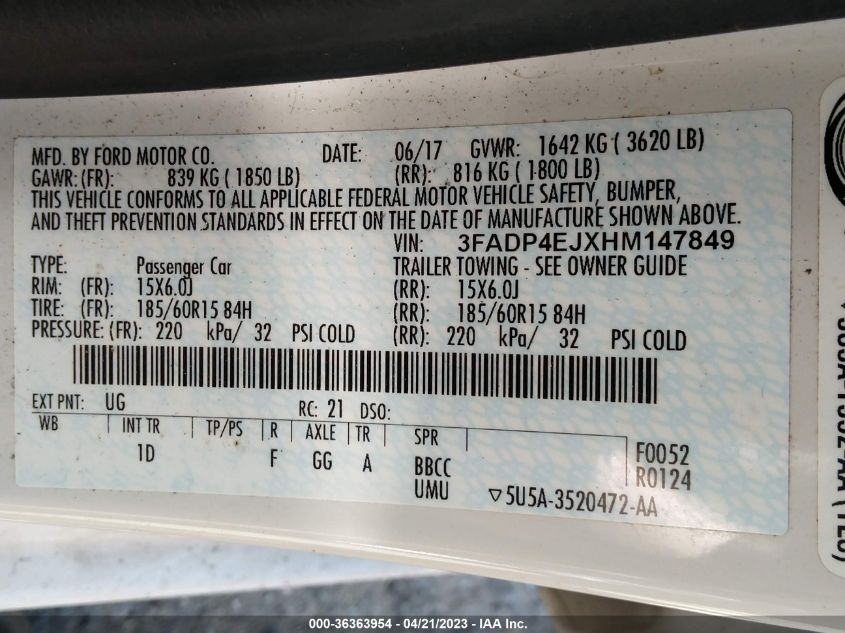 MFD. BY FORD MOTOR CO. DATE: 06/17 GVWR: 1642 KG ( 3620 LB)
GAWR: (FR): 839 KG ( 1850 LB) (RR): 816 KG ( 1800 LB)
THIS VEHICLE CONFORMS TO ALL APPLICABLE FEDERAL MOTOR VEHICLE SAFETY, BUMPER,
AND THEFT PREVENTION STANDARDS IN EFFECT ON THE DATE OF MANUFACTURE SHOWN ABOVE.
VIN: 3FADP4EJXHM147849
TYPE: Passenger Car TRAILER TOWING - SEE OWNER GUIDE
RIM: (FR): 15X6.0J (RR): 15X6.0J
TIRE: (FR): 185/60R15 84H (RR): 185/60R15 84H
PRESSURE: (FR): 220 kPa/ 32 PSI COLD (RR): 220 kPa/ 32 PSI COLD
EXT PNT: UG RC: 21 DSO:
WB INT TR TP/PS R AXLE TR SPR
1D F GG A BBCC
UMU
F0052
R0124
▽5U5A-3520472-AA
000-36363954 / 04/21/2023 / IAA Inc.